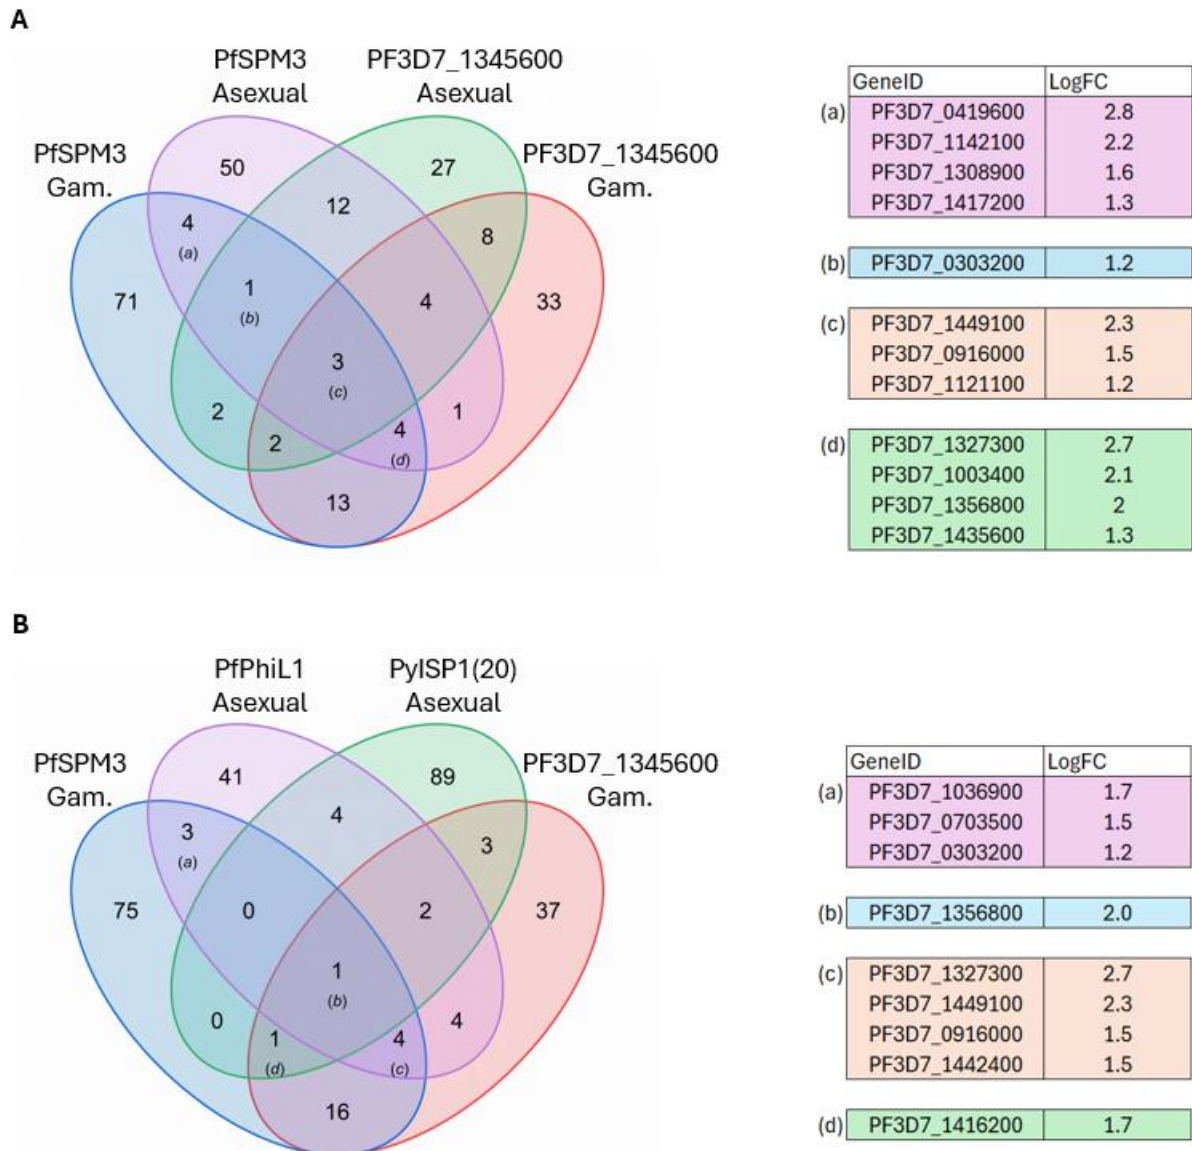 A
PfSPM3
Asexual
PF3D7_1345600
Asexual
PfSPM3
Gam.
PF3D7_1345600
Gam.
50
27
12
4
(a)
8
71
1
(b)
4
33
3
(c)
2
2
4
(d)
1
13
GeneID LogFC
(a) PF3D7_0419600 2.8
PF3D7_1142100 2.2
PF3D7_1308900 1.6
PF3D7_1417200 1.3
(b) PF3D7_0303200 1.2
(c) PF3D7_1449100 2.3
PF3D7_0916000 1.5
PF3D7_1121100 1.2
(d) PF3D7_1327300 2.7
PF3D7_1003400 2.1
PF3D7_1356800 2
PF3D7_1435600 1.3
B
PfPhiL1
Asexual
PyISP1(20)
Asexual
PfSPM3
Gam.
PF3D7_1345600
Gam.
41
89
4
3
(a)
3
75
0
2
37
1
(b)
0
1
(d)
4
(c)
4
16
GeneID LogFC
(a) PF3D7_1036900 1.7
PF3D7_0703500 1.5
PF3D7_0303200 1.2
(b) PF3D7_1356800 2.0
(c) PF3D7_1327300 2.7
PF3D7_1449100 2.3
PF3D7_0916000 1.5
PF3D7_1442400 1.5
(d) PF3D7_1416200 1.7